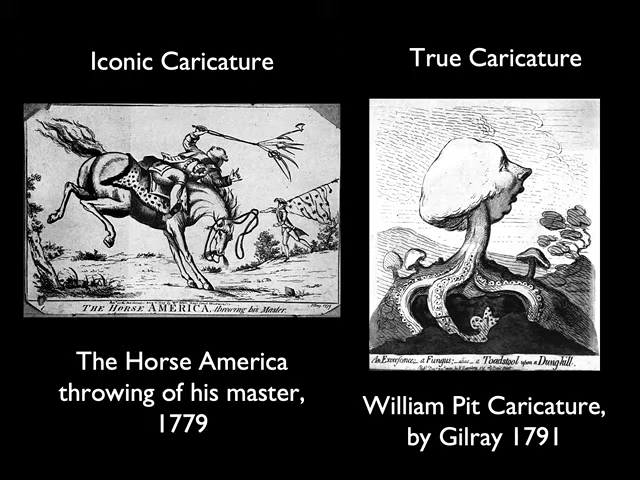 Iconic Caricature
True Caricature
THE HORSE AMERICA, throwing his Master.
The Horse America
throwing of his master,
1779
An Excrescence; _ a Fungus; _ alias _ a Toadstool upon a Dunghill.
William Pit Caricature,
by Gilray 1791